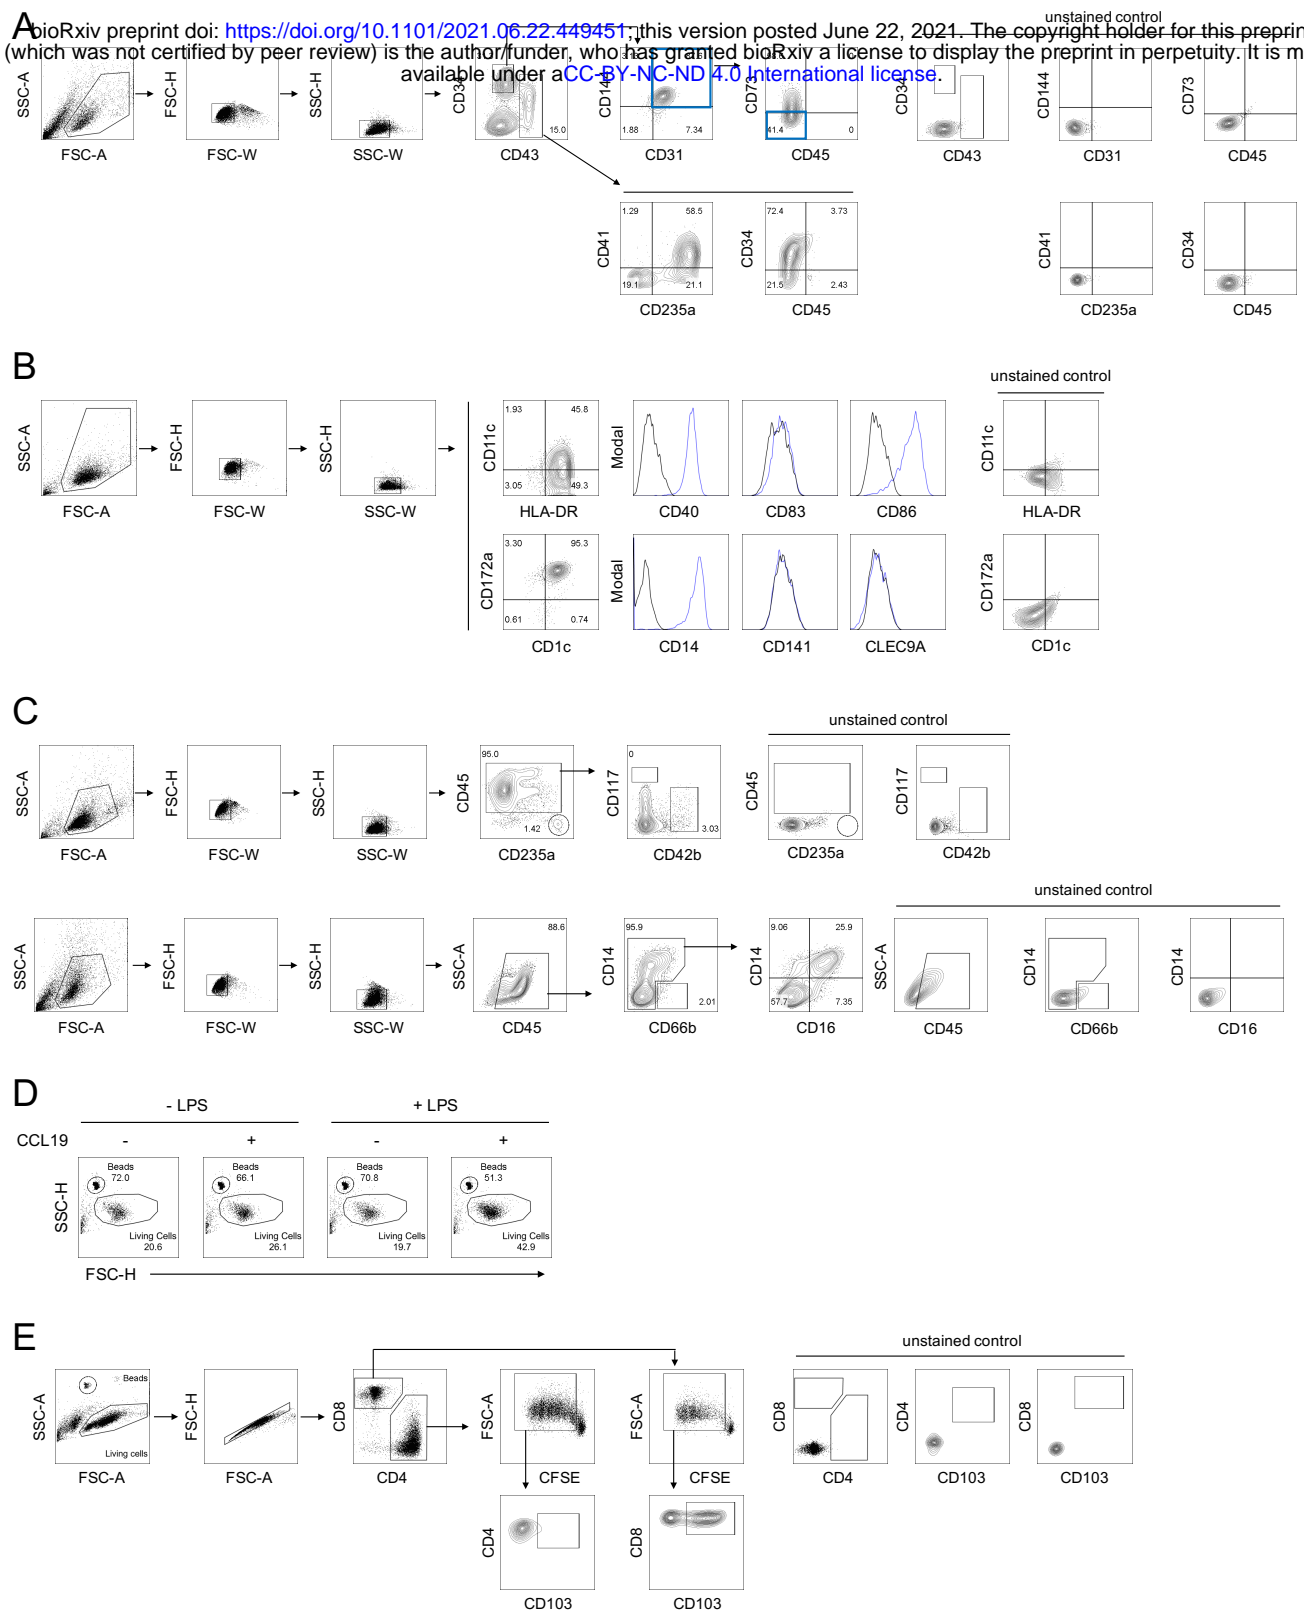 A
bioRxiv preprint doi: https://doi.org/10.1101/2021.06.22.449451; this version posted June 22, 2021. The copyright holder for this preprin
(which was not certified by peer review) is the author/funder, who has granted bioRxiv a license to display the preprint in perpetuity. It is m
available under aCC-BY-NC-ND 4.0 International license.
unstained control
SSC-A
FSC-A
FSC-H
FSC-W
SSC-H
SSC-W
CD34
15.0
CD43
1.88
7.34
CD31
CD73
41.4
0
CD45
CD34
CD43
CD144
CD31
CD73
CD45
CD41
1.29
58.5
19.1
21.1
CD235a
CD34
72.4
3.73
21.5
2.43
CD45
CD41
CD235a
CD34
CD45
B
unstained control
SSC-A
FSC-A
FSC-H
FSC-W
SSC-H
SSC-W
CD11c
1.93
45.8
3.05
49.3
HLA-DR
Modal
CD40
CD83
CD86
CD11c
HLA-DR
CD172a
3.30
95.3
0.61
0.74
CD1c
Modal
CD14
CD141
CLEC9A
CD172a
CD1c
C
unstained control
SSC-A
FSC-A
FSC-H
FSC-W
SSC-H
SSC-W
CD45
95.0
1.42
CD235a
CD117
0
3.03
CD42b
CD45
CD235a
CD117
CD42b
unstained control
SSC-A
FSC-A
FSC-H
FSC-W
SSC-H
SSC-W
SSC-A
88.6
CD45
CD14
95.9
2.01
CD66b
CD14
9.06
25.9
57.7
7.35
CD16
SSC-A
CD45
CD14
CD66b
CD14
CD16
D
- LPS
+ LPS
CCL19
-
+
-
+
SSC-H
Beads
72.0
Living Cells
20.6
Beads
66.1
Living Cells
26.1
Beads
70.8
Living Cells
19.7
Beads
51.3
Living Cells
42.9
FSC-H
E
unstained control
SSC-A
Beads
Living cells
FSC-A
FSC-H
FSC-A
CD8
CD4
FSC-A
CFSE
FSC-A
CFSE
CD8
CD4
CD4
CD103
CD8
CD103
CD4
CD103
CD8
CD103